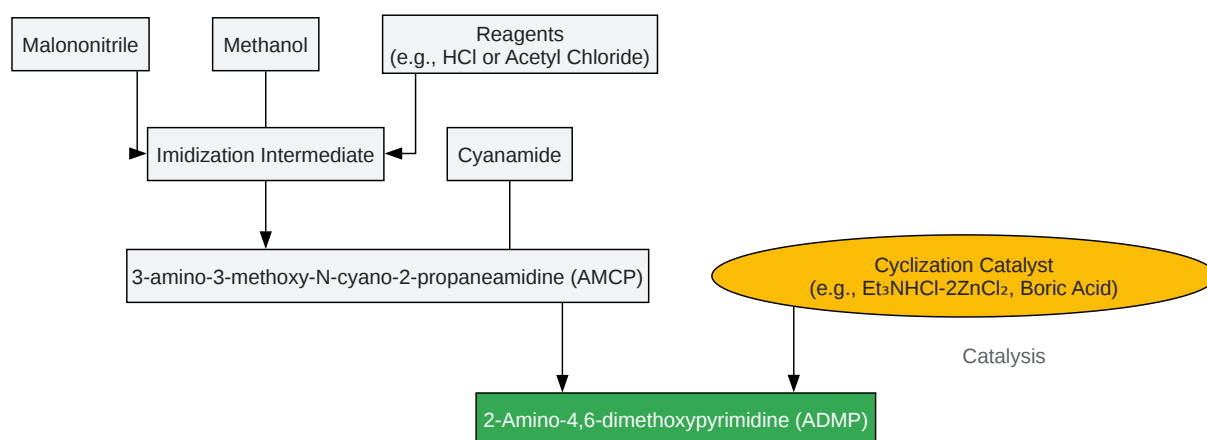 Malononitrile
Methanol
Reagents
(e.g., HCl or Acetyl Chloride)
Imidization Intermediate
Cyanamide
3-amino-3-methoxy-N-cyano-2-propaneamidine (AMCP)
Cyclization Catalyst
(e.g., Et₃NHCl-2ZnCl₂, Boric Acid)
Catalysis
2-Amino-4,6-dimethoxypyrimidine (ADMP)